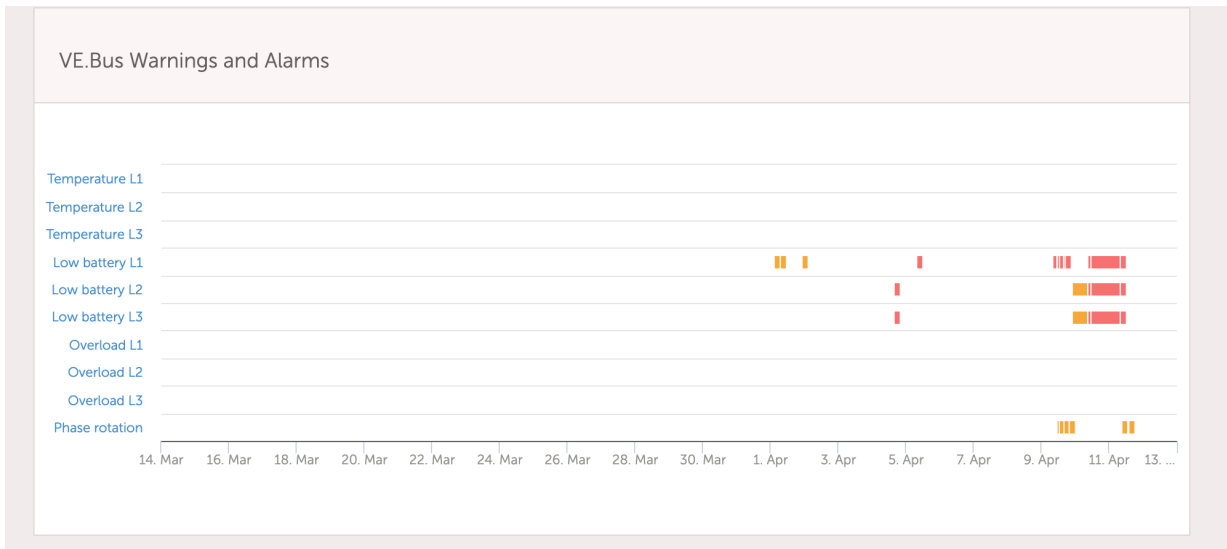 VE.Bus Warnings and Alarms
Temperature L1
Temperature L2
Temperature L3
Low battery L1
Low battery L2
Low battery L3
Overload L1
Overload L2
Overload L3
Phase rotation
14. Mar 16. Mar 18. Mar 20. Mar 22. Mar 24. Mar 26. Mar 28. Mar 30. Mar 1. Apr 3. Apr 5. Apr 7. Apr 9. Apr 11. Apr 13. ...